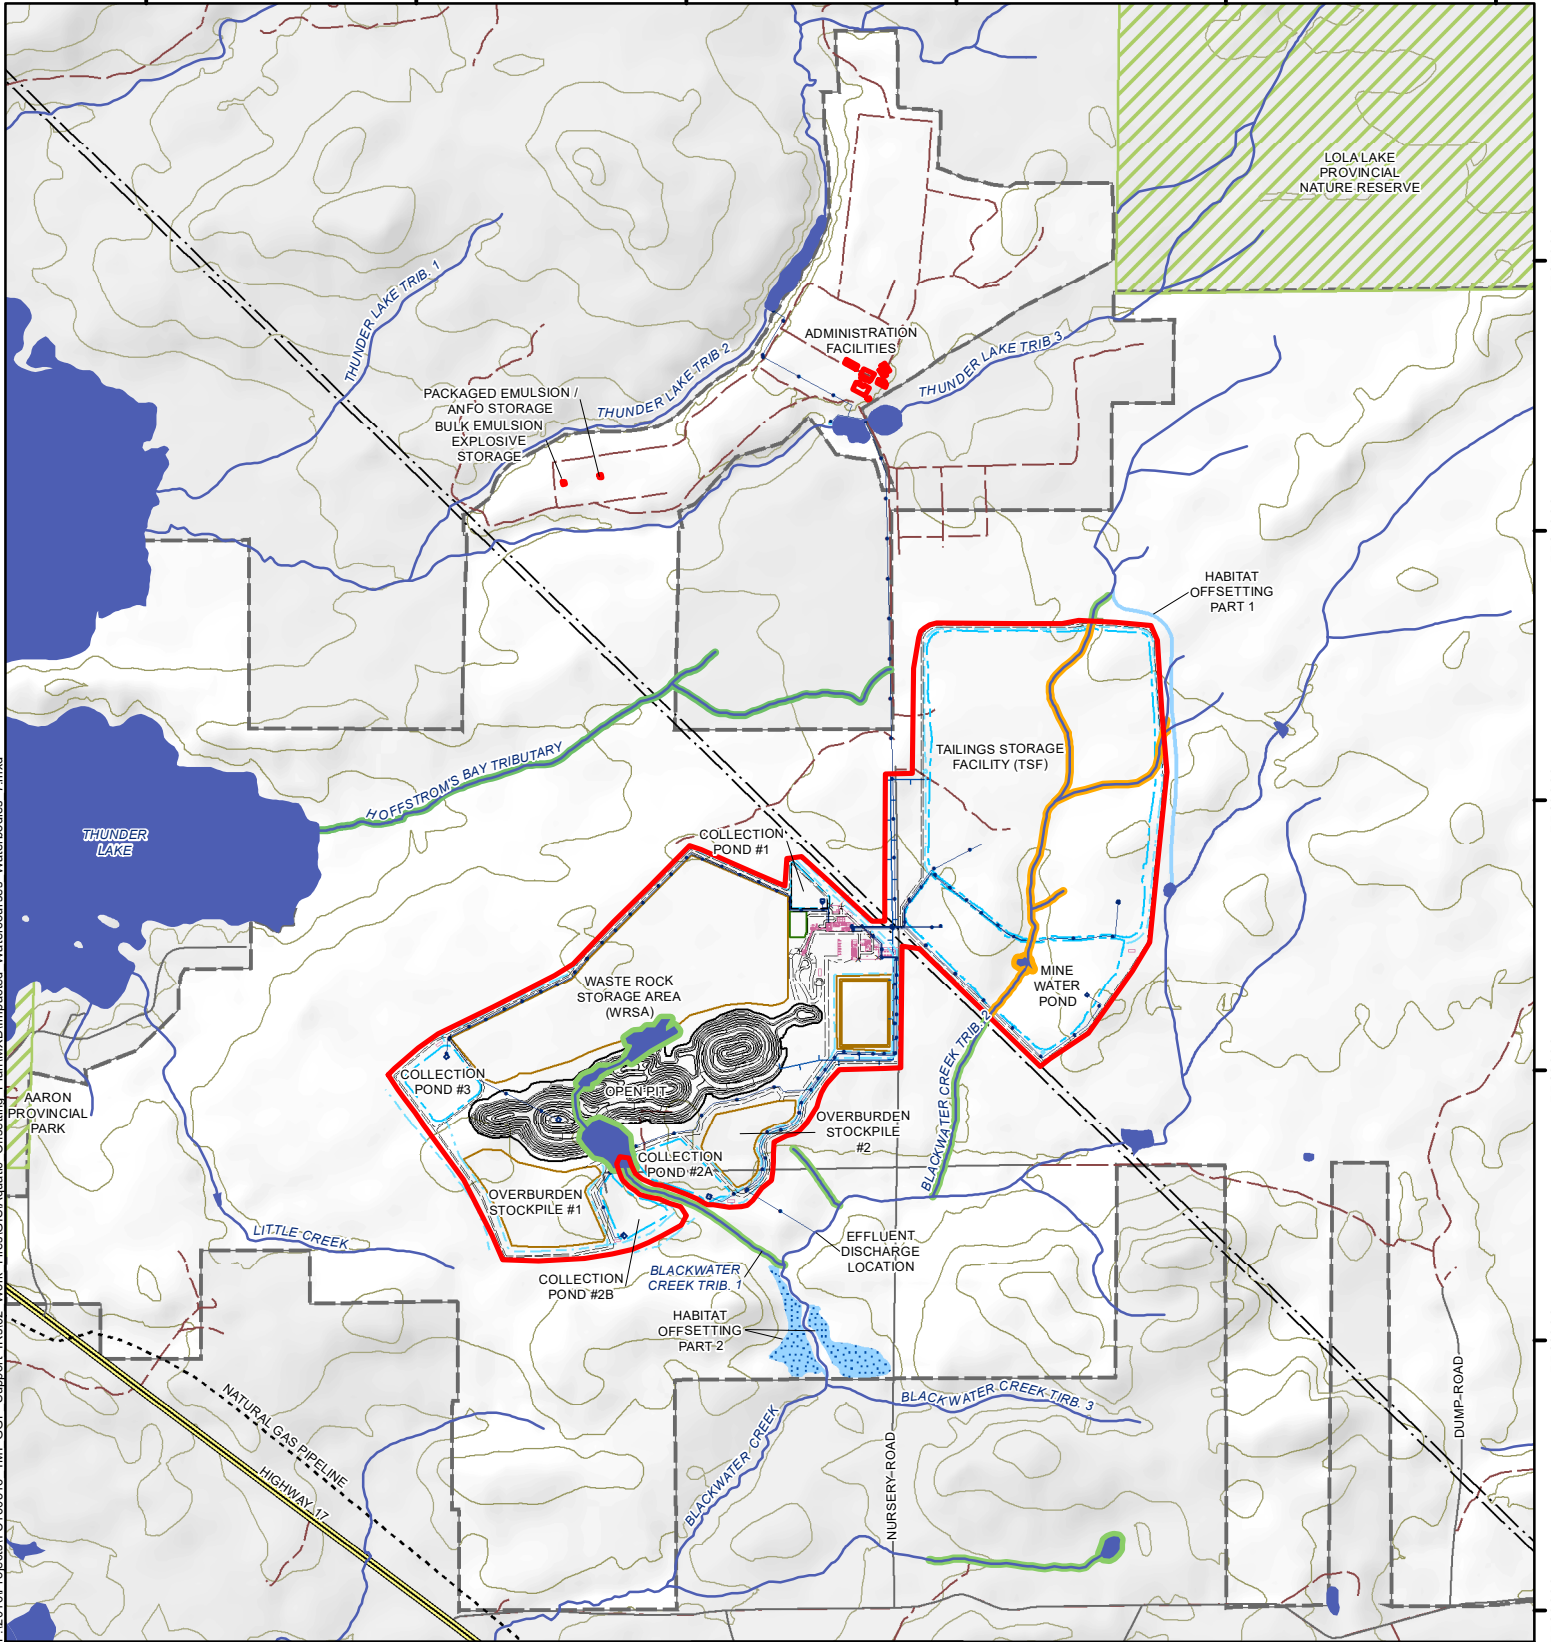 LOLA LAKE
PROVINCIAL
NATURE RESERVE
THUNDER LAKE TRIB. 1
ADMINISTRATION
FACILITIES
THUNDER LAKE TRIB 2
THUNDER LAKE TRIB 3
PACKAGED EMULSION /
ANFO STORAGE
BULK EMULSION
EXPLOSIVE
STORAGE
HABITAT
OFFSETTING
PART 1
TAILINGS STORAGE
FACILITY (TSF)
HOFFSTROM'S BAY TRIBUTARY
THUNDER
LAKE
COLLECTION
POND #1
WASTE ROCK
STORAGE AREA
(WRSA)
MINE
WATER
POND
COLLECTION
POND #3
OPEN PIT
AARON
PROVINCIAL
PARK
BLACKWATER CREEK TRIB. 2
OVERBURDEN
STOCKPILE
#2
COLLECTION
POND #2A
OVERBURDEN
STOCKPILE #1
LITTLE CREEK
EFFLUENT
DISCHARGE
LOCATION
BLACKWATER
CREEK TRIB. 1
COLLECTION
POND #2B
HABITAT
OFFSETTING
PART 2
BLACKWATER CREEK TIRB. 3
NATURAL GAS PIPELINE
HIGHWAY 17
BLACKWATER CREEK
NURSERY ROAD
DUMP ROAD